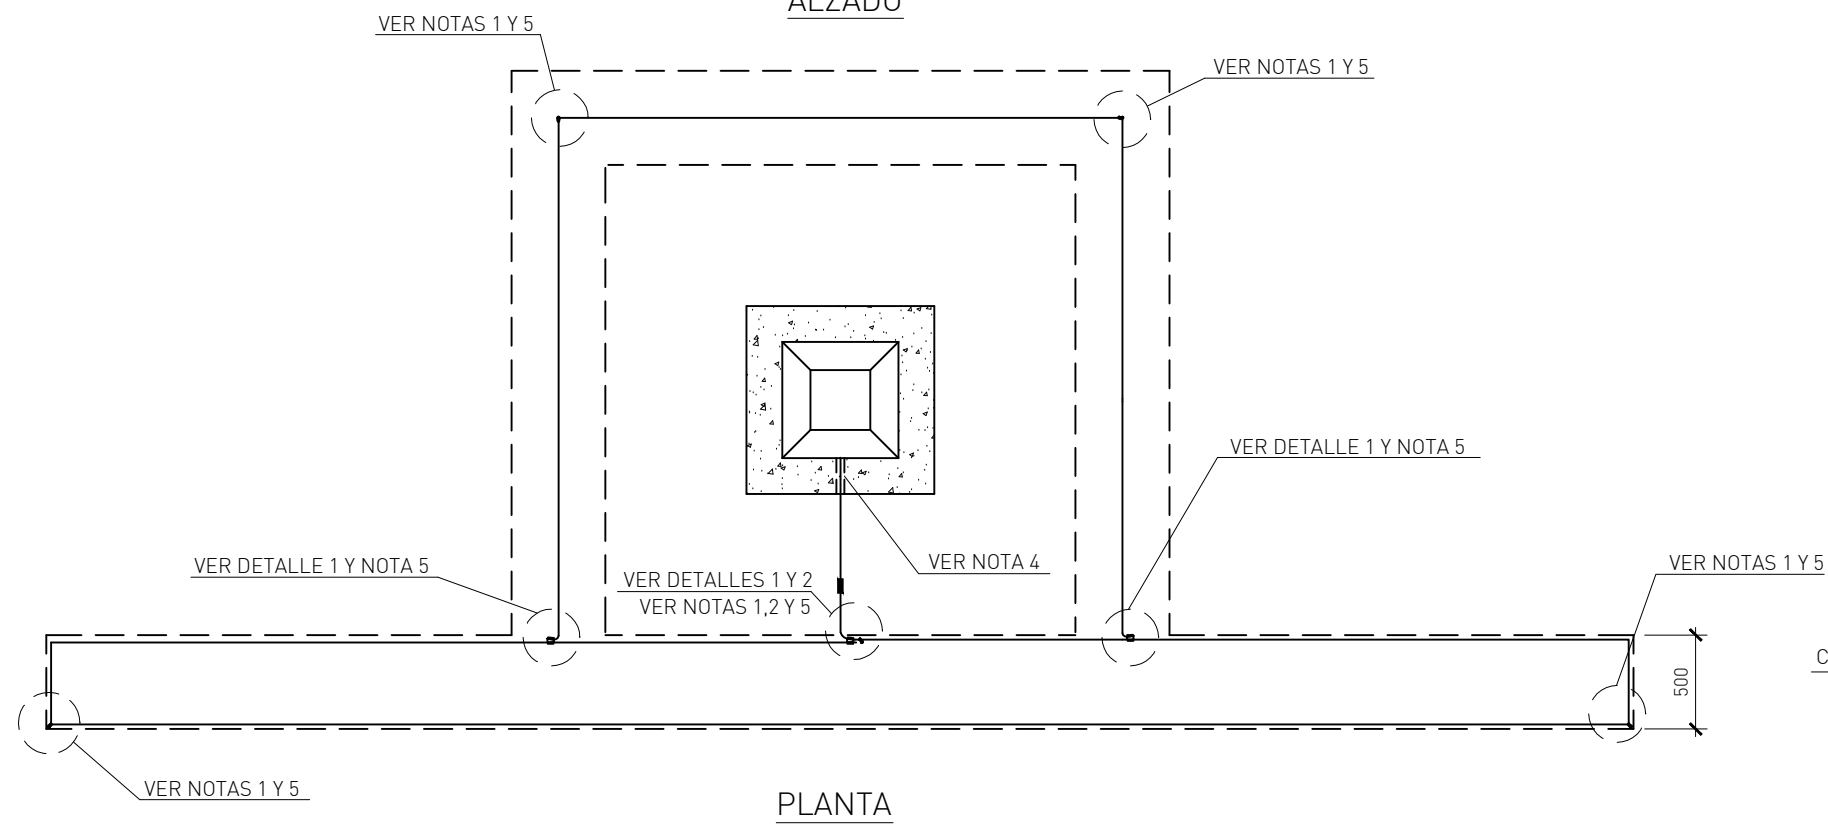 ALZADO
VER NOTAS 1 Y 5
VER NOTAS 1 Y 5
VER DETALLE 1 Y NOTA 5
VER DETALLE 1 Y NOTA 5
VER NOTA 4
VER NOTAS 1 Y 5
VER DETALLES 1 Y 2
VER NOTAS 1,2 Y 5
C
500
VER NOTAS 1 Y 5
PLANTA